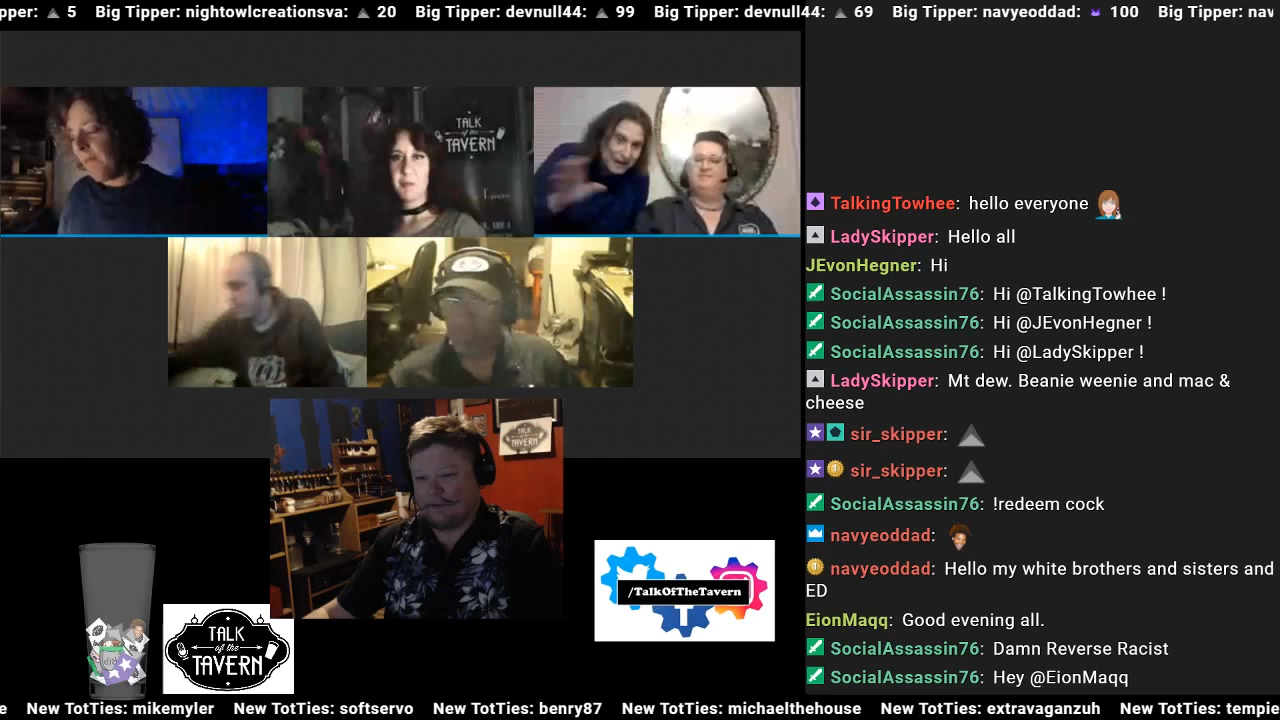 pper: 5 Big Tipper: nightowlcreationsva: 20 Big Tipper: devnull44: 99 Big Tipper: devnull44: 69 Big Tipper: navyeoddad: 100 Big Tipper: nav
TALK
of the
TAVERN
TALK
of the
TAVERN
/TalkOfTheTavern
TALK
of the
TAVERN
TalkingTowhee: hello everyone
LadySkipper: Hello all
JEvonHegner: Hi
SocialAssassin76: Hi @TalkingTowhee !
SocialAssassin76: Hi @JEvonHegner !
SocialAssassin76: Hi @LadySkipper !
LadySkipper: Mt dew. Beanie weenie and mac &
cheese
sir_skipper:
sir_skipper:
SocialAssassin76: !redeem cock
navyeoddad:
navyeoddad: Hello my white brothers and sisters and
ED
EionMaqq: Good evening all.
SocialAssassin76: Damn Reverse Racist
SocialAssassin76: Hey @EionMaqq
e New TotTies: mikemyler New TotTies: softservo New TotTies: benry87 New TotTies: michaelthehouse New TotTies: extravaganzuh New TotTies: tempie